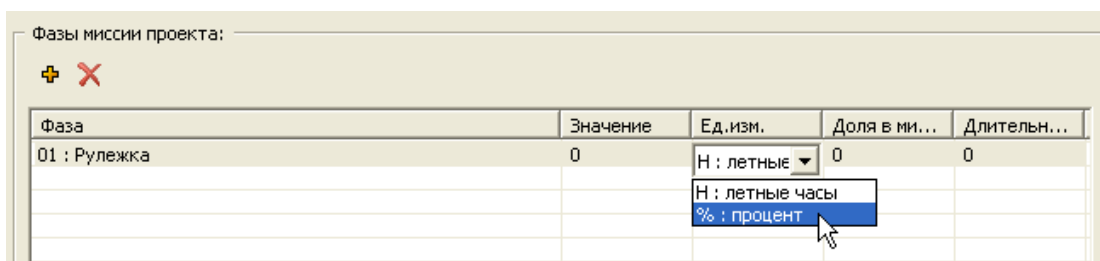 Фазы миссии проекта:
Фаза Значение Ед.изм. Доля в ми... Длительн...
01 : Рулежка 0 H : летные 0 0
H : летные часы
% : процент